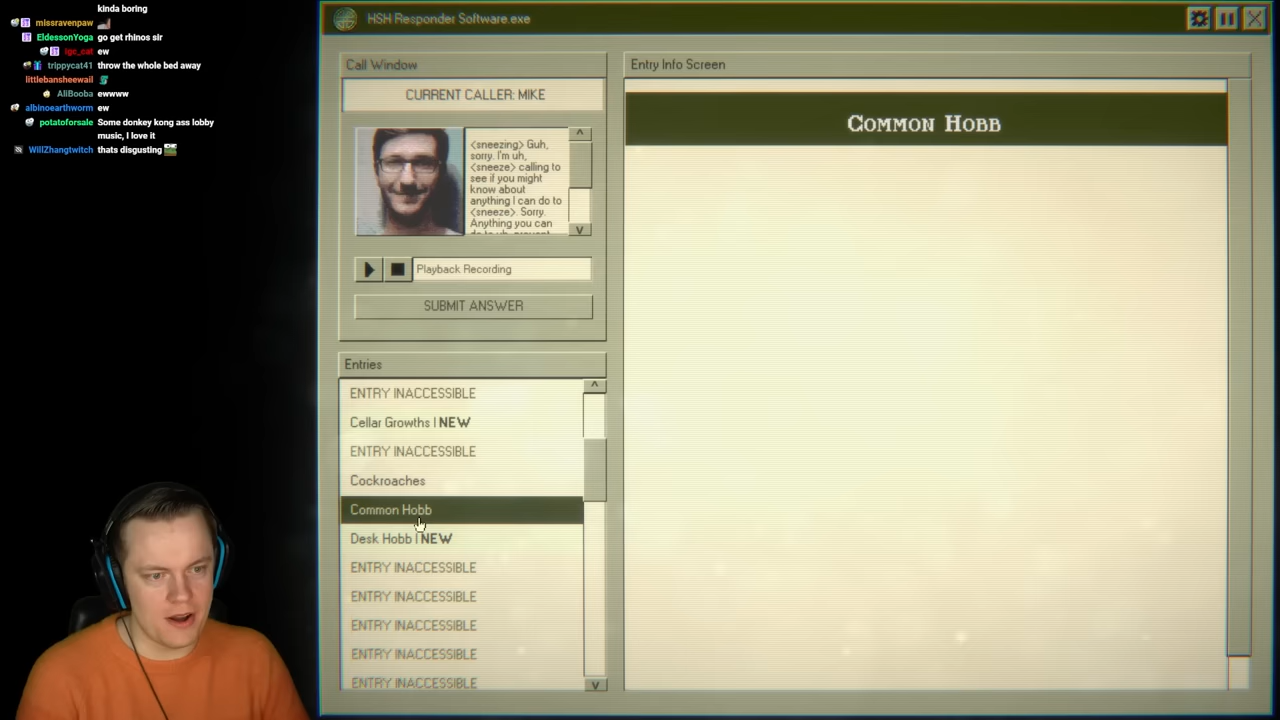 kinda boring
missravenpaw
EldessonYoga go get rhinos sir
igc_cat ew
trippycat41 throw the whole bed away
littlebansheewail
AliBooba ewwww
albinoearthworm ew
potatoforsale Some donkey kong ass lobby
music, I love it
WillZhangtwitch thats disgusting
HSH Responder Software.exe
Call Window
CURRENT CALLER: MIKE
<sneezing> Guh,
sorry. I'm uh,
<sneeze> calling to
see if you might
know about
anything I can do to
<sneeze> Sorry.
Anything you can
Playback Recording
SUBMIT ANSWER
Entries
ENTRY INACCESSIBLE
Cellar Growths | NEW
ENTRY INACCESSIBLE
Cockroaches
Common Hobb
Desk Hobb | NEW
ENTRY INACCESSIBLE
ENTRY INACCESSIBLE
ENTRY INACCESSIBLE
ENTRY INACCESSIBLE
ENTRY INACCESSIBLE
Entry Info Screen
Common Hobb